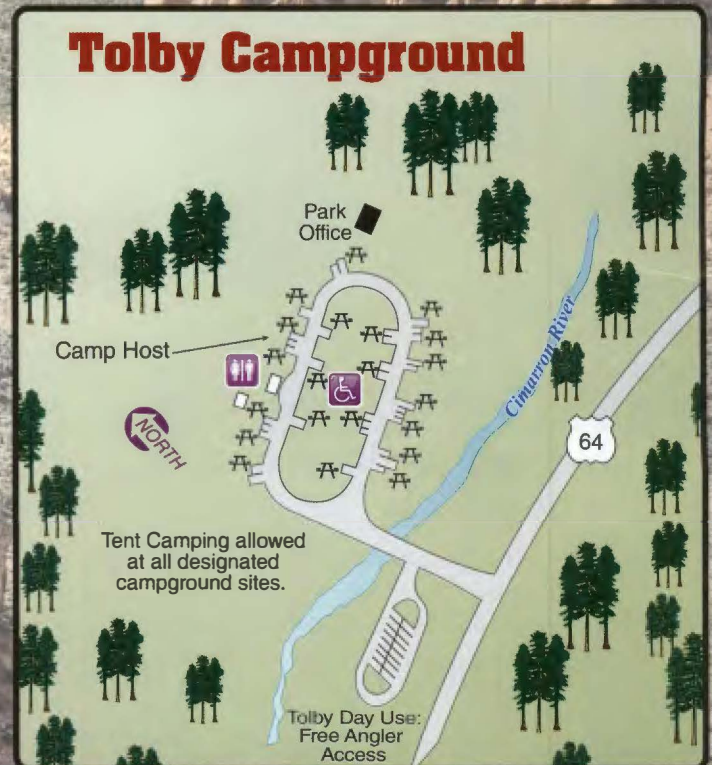 Tolby Campground
Park
Office
Camp Host
NORTH
Cimarron River
64
Tent Camping allowed
at all designated
campground sites.
Tolby Day Use:
Free Angler
Access